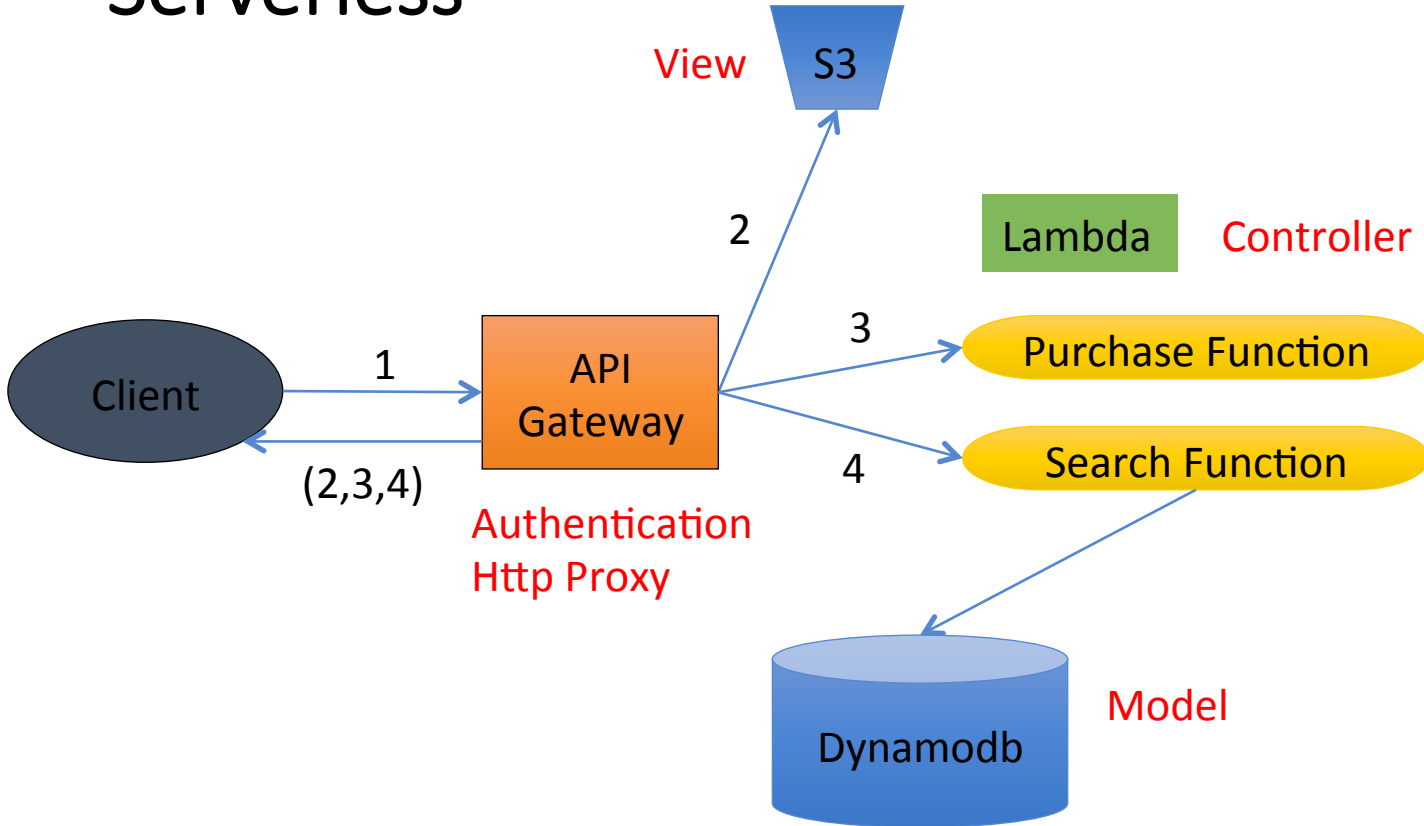 Serverless
View
S3
2
Lambda
Controller
3
Purchase Function
1
API
Gateway
Client
4
Search Function
(2,3,4)
Authentication
Http Proxy
Model
Dynamodb